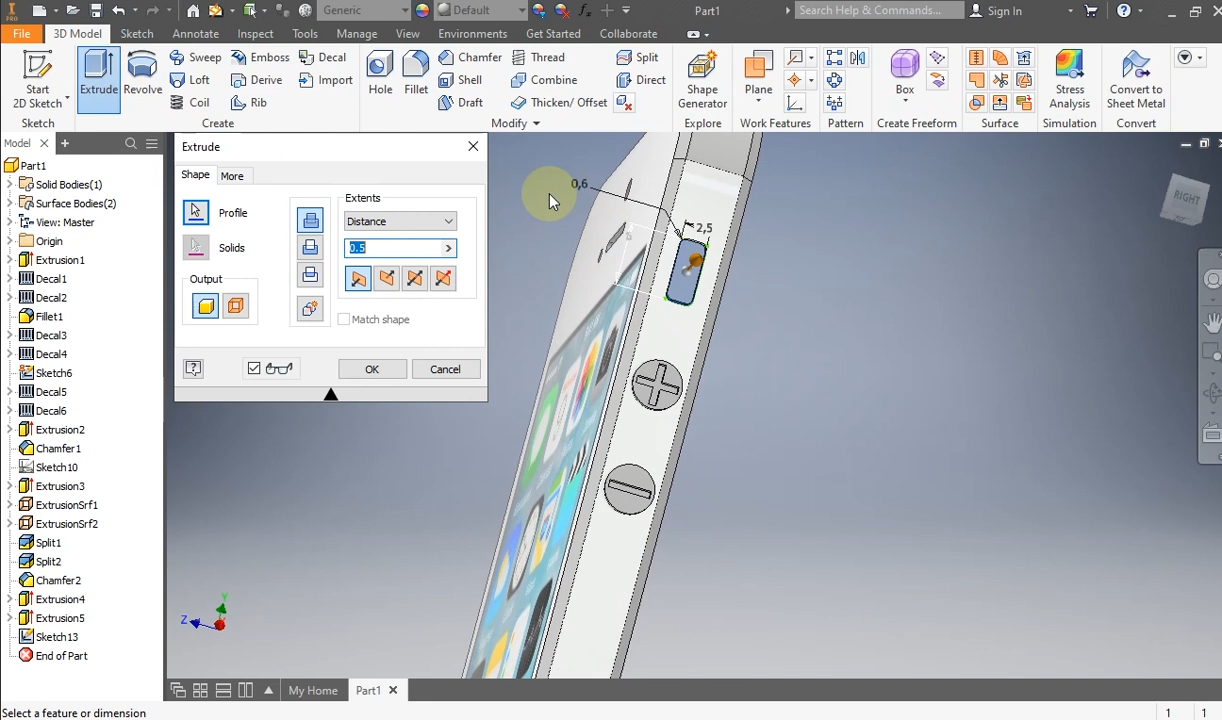 PRO
Generic
Default
Part1
Search Help & Commands...
Sign In
File
3D Model
Sketch
Annotate
Inspect
Tools
Manage
View
Environments
Get Started
Collaborate
Start
2D Sketch
Extrude
Revolve
Sweep
Loft
Coil
Emboss
Derive
Rib
Decal
Import
Hole
Fillet
Chamfer
Shell
Draft
Thread
Combine
Thicken/ Offset
Split
Direct
Shape
Generator
Plane
Box
Stress
Analysis
Convert to
Sheet Metal
Sketch
Create
Modify
Explore
Work Features
Pattern
Create Freeform
Surface
Simulation
Convert
Model
Part1
Solid Bodies(1)
Surface Bodies(2)
View: Master
Origin
Extrusion1
Decal1
Decal2
Fillet1
Decal3
Decal4
Sketch6
Decal5
Decal6
Extrusion2
Chamfer1
Sketch10
Extrusion3
ExtrusionSrf1
ExtrusionSrf2
Split1
Split2
Chamfer2
Extrusion4
Extrusion5
Sketch13
End of Part
Extrude
Shape
More
Profile
Solids
Output
Extents
Distance
0.5
Match shape
OK
Cancel
0,6
2,5
RIGHT
Y
Z
My Home
Part1
Select a feature or dimension
1
1